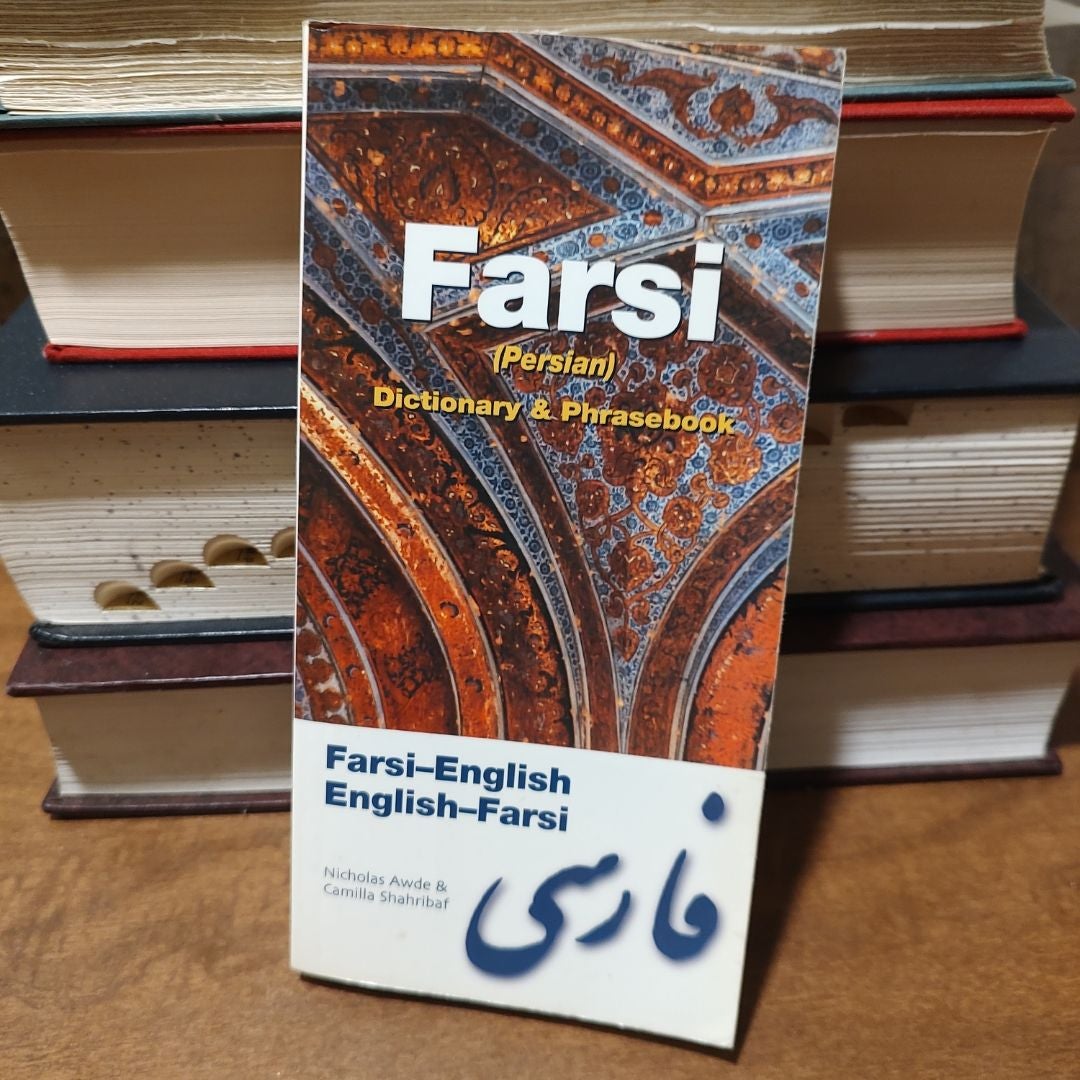 Farsi
(Persian)
Dictionary & Phrasebook
Farsi–English
English–Farsi
Nicholas Awde &
Camilla Shahribaf
فارسی